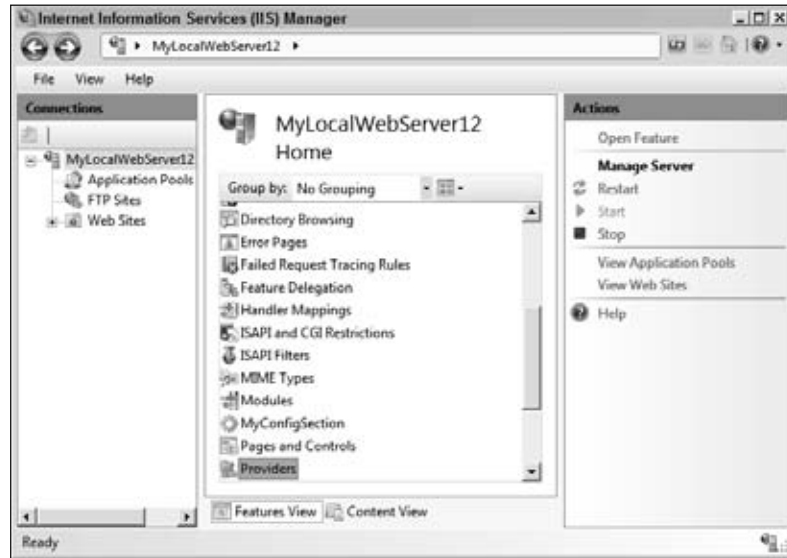 Internet Information Services (IIS) Manager
MyLocalWebServer12
File View Help
Connections
MyLocalWebServer12
Application Pools
FTP Sites
Web Sites
MyLocalWebServer12
Home
Group by: No Grouping
Directory Browsing
Error Pages
Failed Request Tracing Rules
Feature Delegation
Handler Mappings
ISAPI and CGI Restrictions
ISAPI Filters
MIME Types
Modules
MyConfigSection
Pages and Controls
Providers
Features View Content View
Actions
Open Feature
Manage Server
Restart
Start
Stop
View Application Pools
View Web Sites
Help
Ready